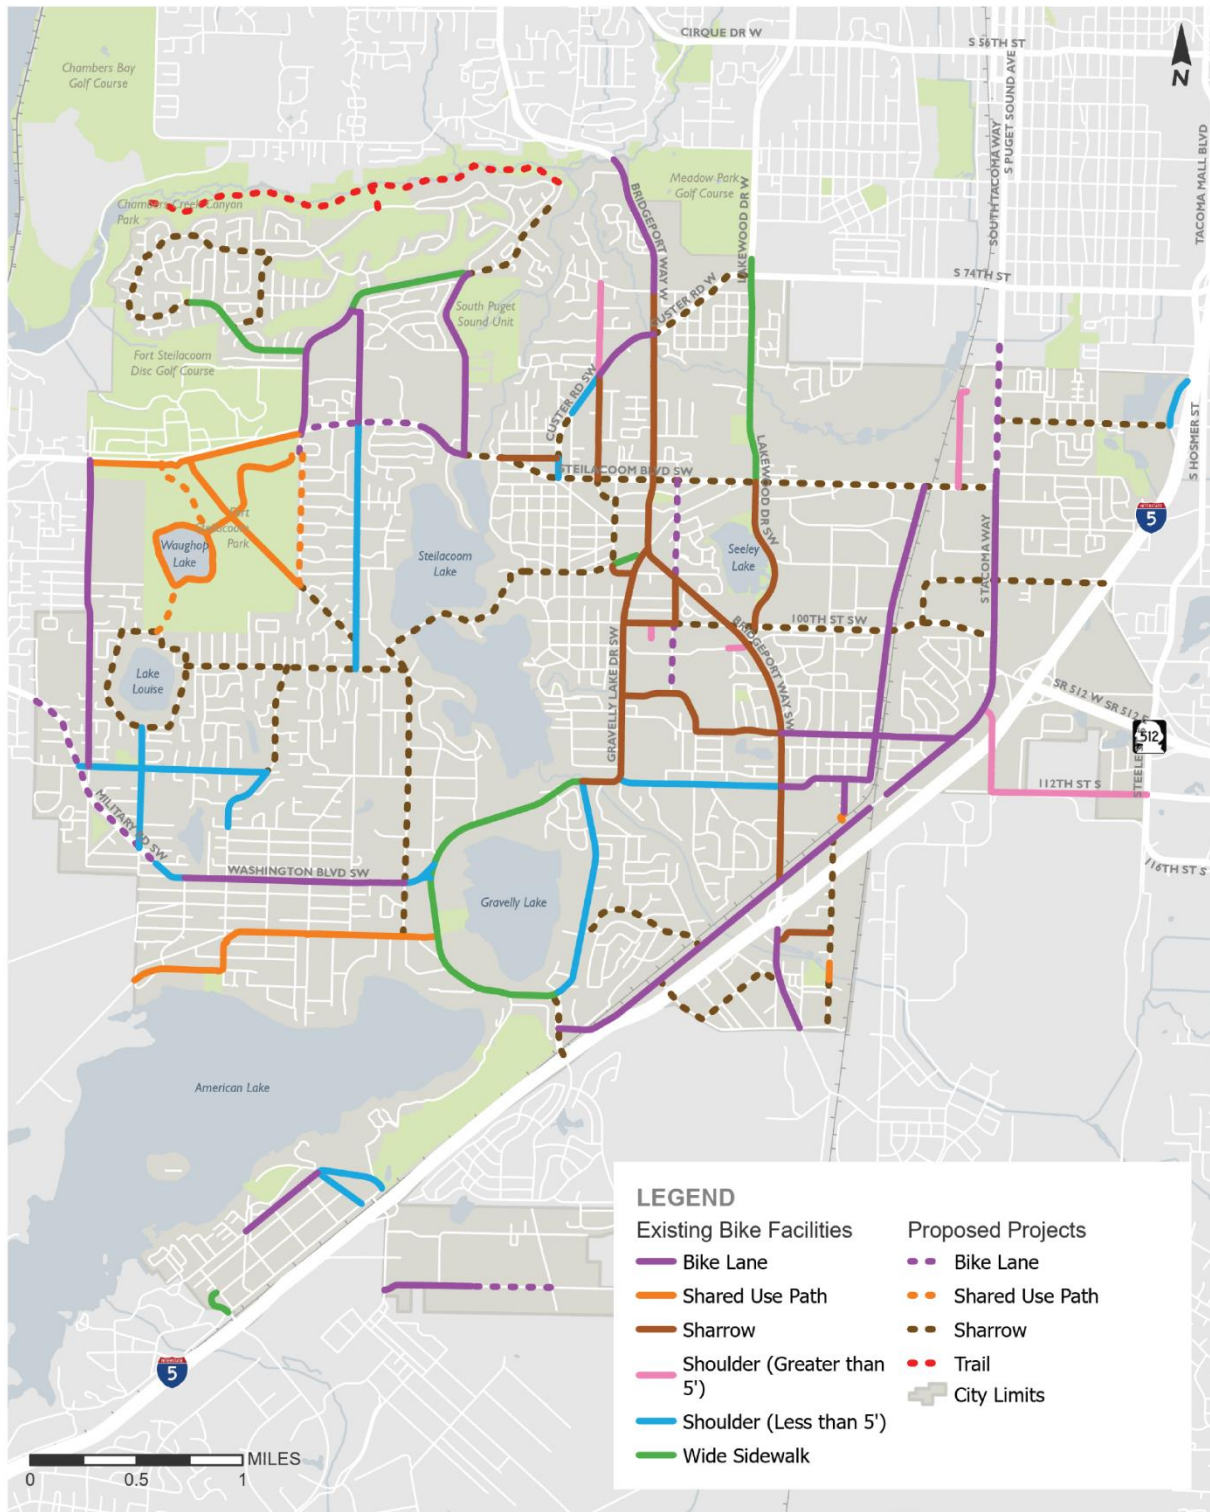 CIRQUE DR W
S 56TH ST
N
Chambers Bay
Golf Course
S PUGET SOUND AVE
SOUTH TACOMA WAY
TACOMA MALL BLVD
Meadow Park
Golf Course
BRIDGEPORT WAY W
LAKEWOOD DR W
Chambers Creek Canyon
Park
S 74TH ST
CUSTER RD W
South Puget
Sound Unit
Fort Steilacoom
Disc Golf Course
CUSTER RD SW
S HOSMER ST
LAKEWOOD DR SW
STEILACOOM BLVD SW
INTERSTATE
5
Fort
Steilacoom
Park
Waughop
Lake
Steilacoom
Lake
Seeley
Lake
S TACOMA WAY
100TH ST SW
BRIDGEPORT WAY SW
GRAVELLY LAKE DR SW
Lake
Louise
SR 512 W SR 512 E
512
STEELE
112TH ST S
MILITARY RD SW
116TH ST S
WASHINGTON BLVD SW
Gravelly Lake
American Lake
INTERSTATE
5
LEGEND
Existing Bike Facilities
Bike Lane
Shared Use Path
Sharrow
Shoulder (Greater than
5')
Shoulder (Less than 5')
Wide Sidewalk
Proposed Projects
Bike Lane
Shared Use Path
Sharrow
Trail
City Limits
MILES
0 0.5 1